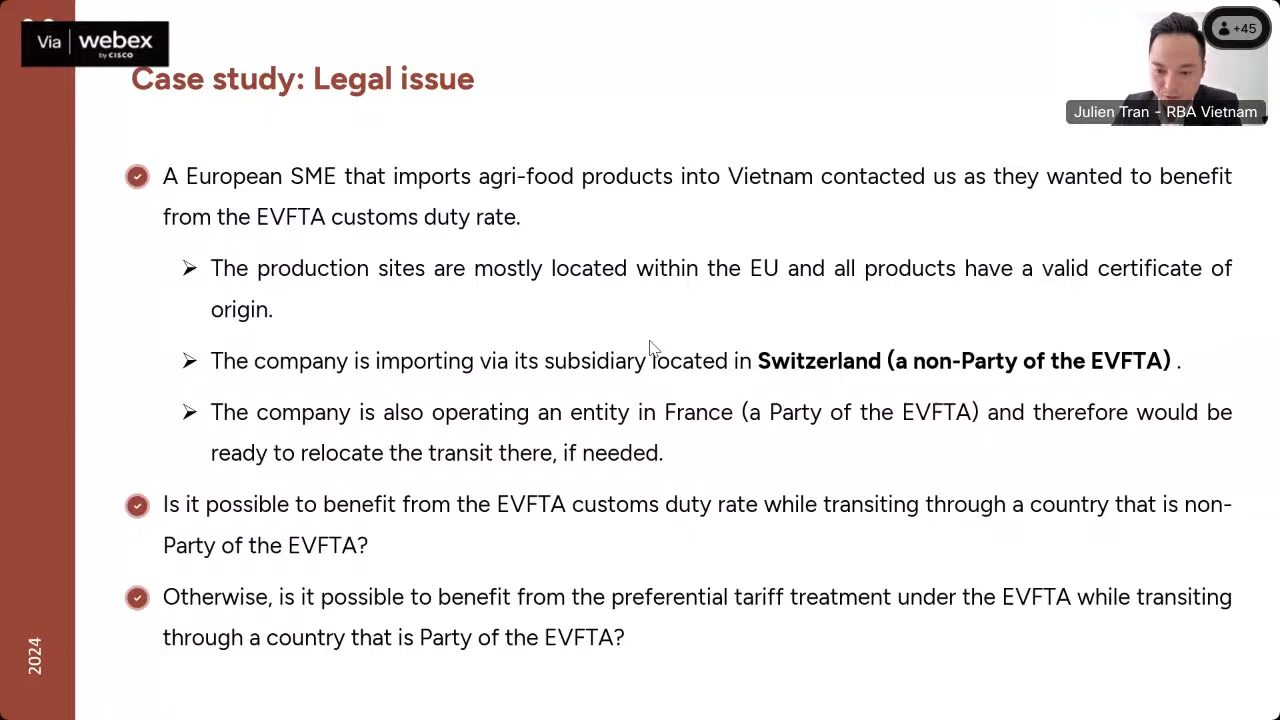 Via webex
by CISCO
+45
Case study: Legal issue
Julien Tran - RBA Vietnam
A European SME that imports agri-food products into Vietnam contacted us as they wanted to benefit
from the EVFTA customs duty rate.
The production sites are mostly located within the EU and all products have a valid certificate of
origin.
The company is importing via its subsidiary located in Switzerland (a non-Party of the EVFTA) .
The company is also operating an entity in France (a Party of the EVFTA) and therefore would be
ready to relocate the transit there, if needed.
Is it possible to benefit from the EVFTA customs duty rate while transiting through a country that is non-
Party of the EVFTA?
Otherwise, is it possible to benefit from the preferential tariff treatment under the EVFTA while transiting
through a country that is Party of the EVFTA?
2024